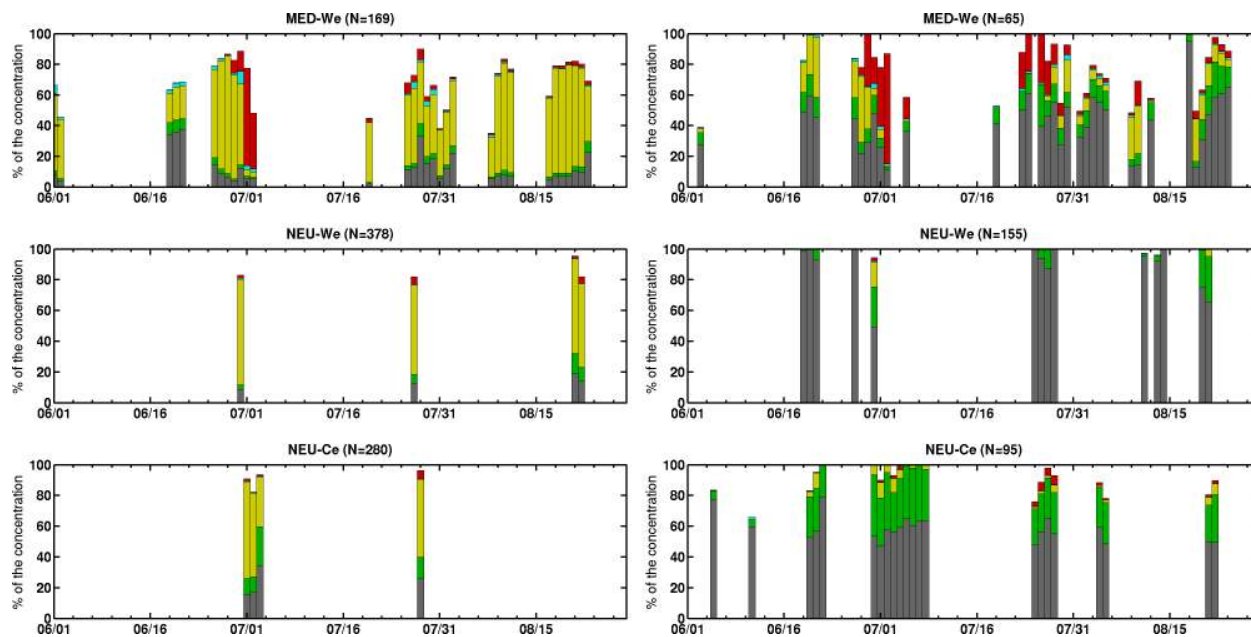 MED-We (N=169)
% of the concentration
100
80
60
40
20
0
06/01 06/16 07/01 07/16 07/31 08/15
MED-We (N=65)
% of the concentration
100
80
60
40
20
0
06/01 06/16 07/01 07/16 07/31 08/15
NEU-We (N=378)
% of the concentration
100
80
60
40
20
0
06/01 06/16 07/01 07/16 07/31 08/15
NEU-We (N=155)
% of the concentration
100
80
60
40
20
0
06/01 06/16 07/01 07/16 07/31 08/15
NEU-Ce (N=280)
% of the concentration
100
80
60
40
20
0
06/01 06/16 07/01 07/16 07/31 08/15
NEU-Ce (N=95)
% of the concentration
100
80
60
40
20
0
06/01 06/16 07/01 07/16 07/31 08/15